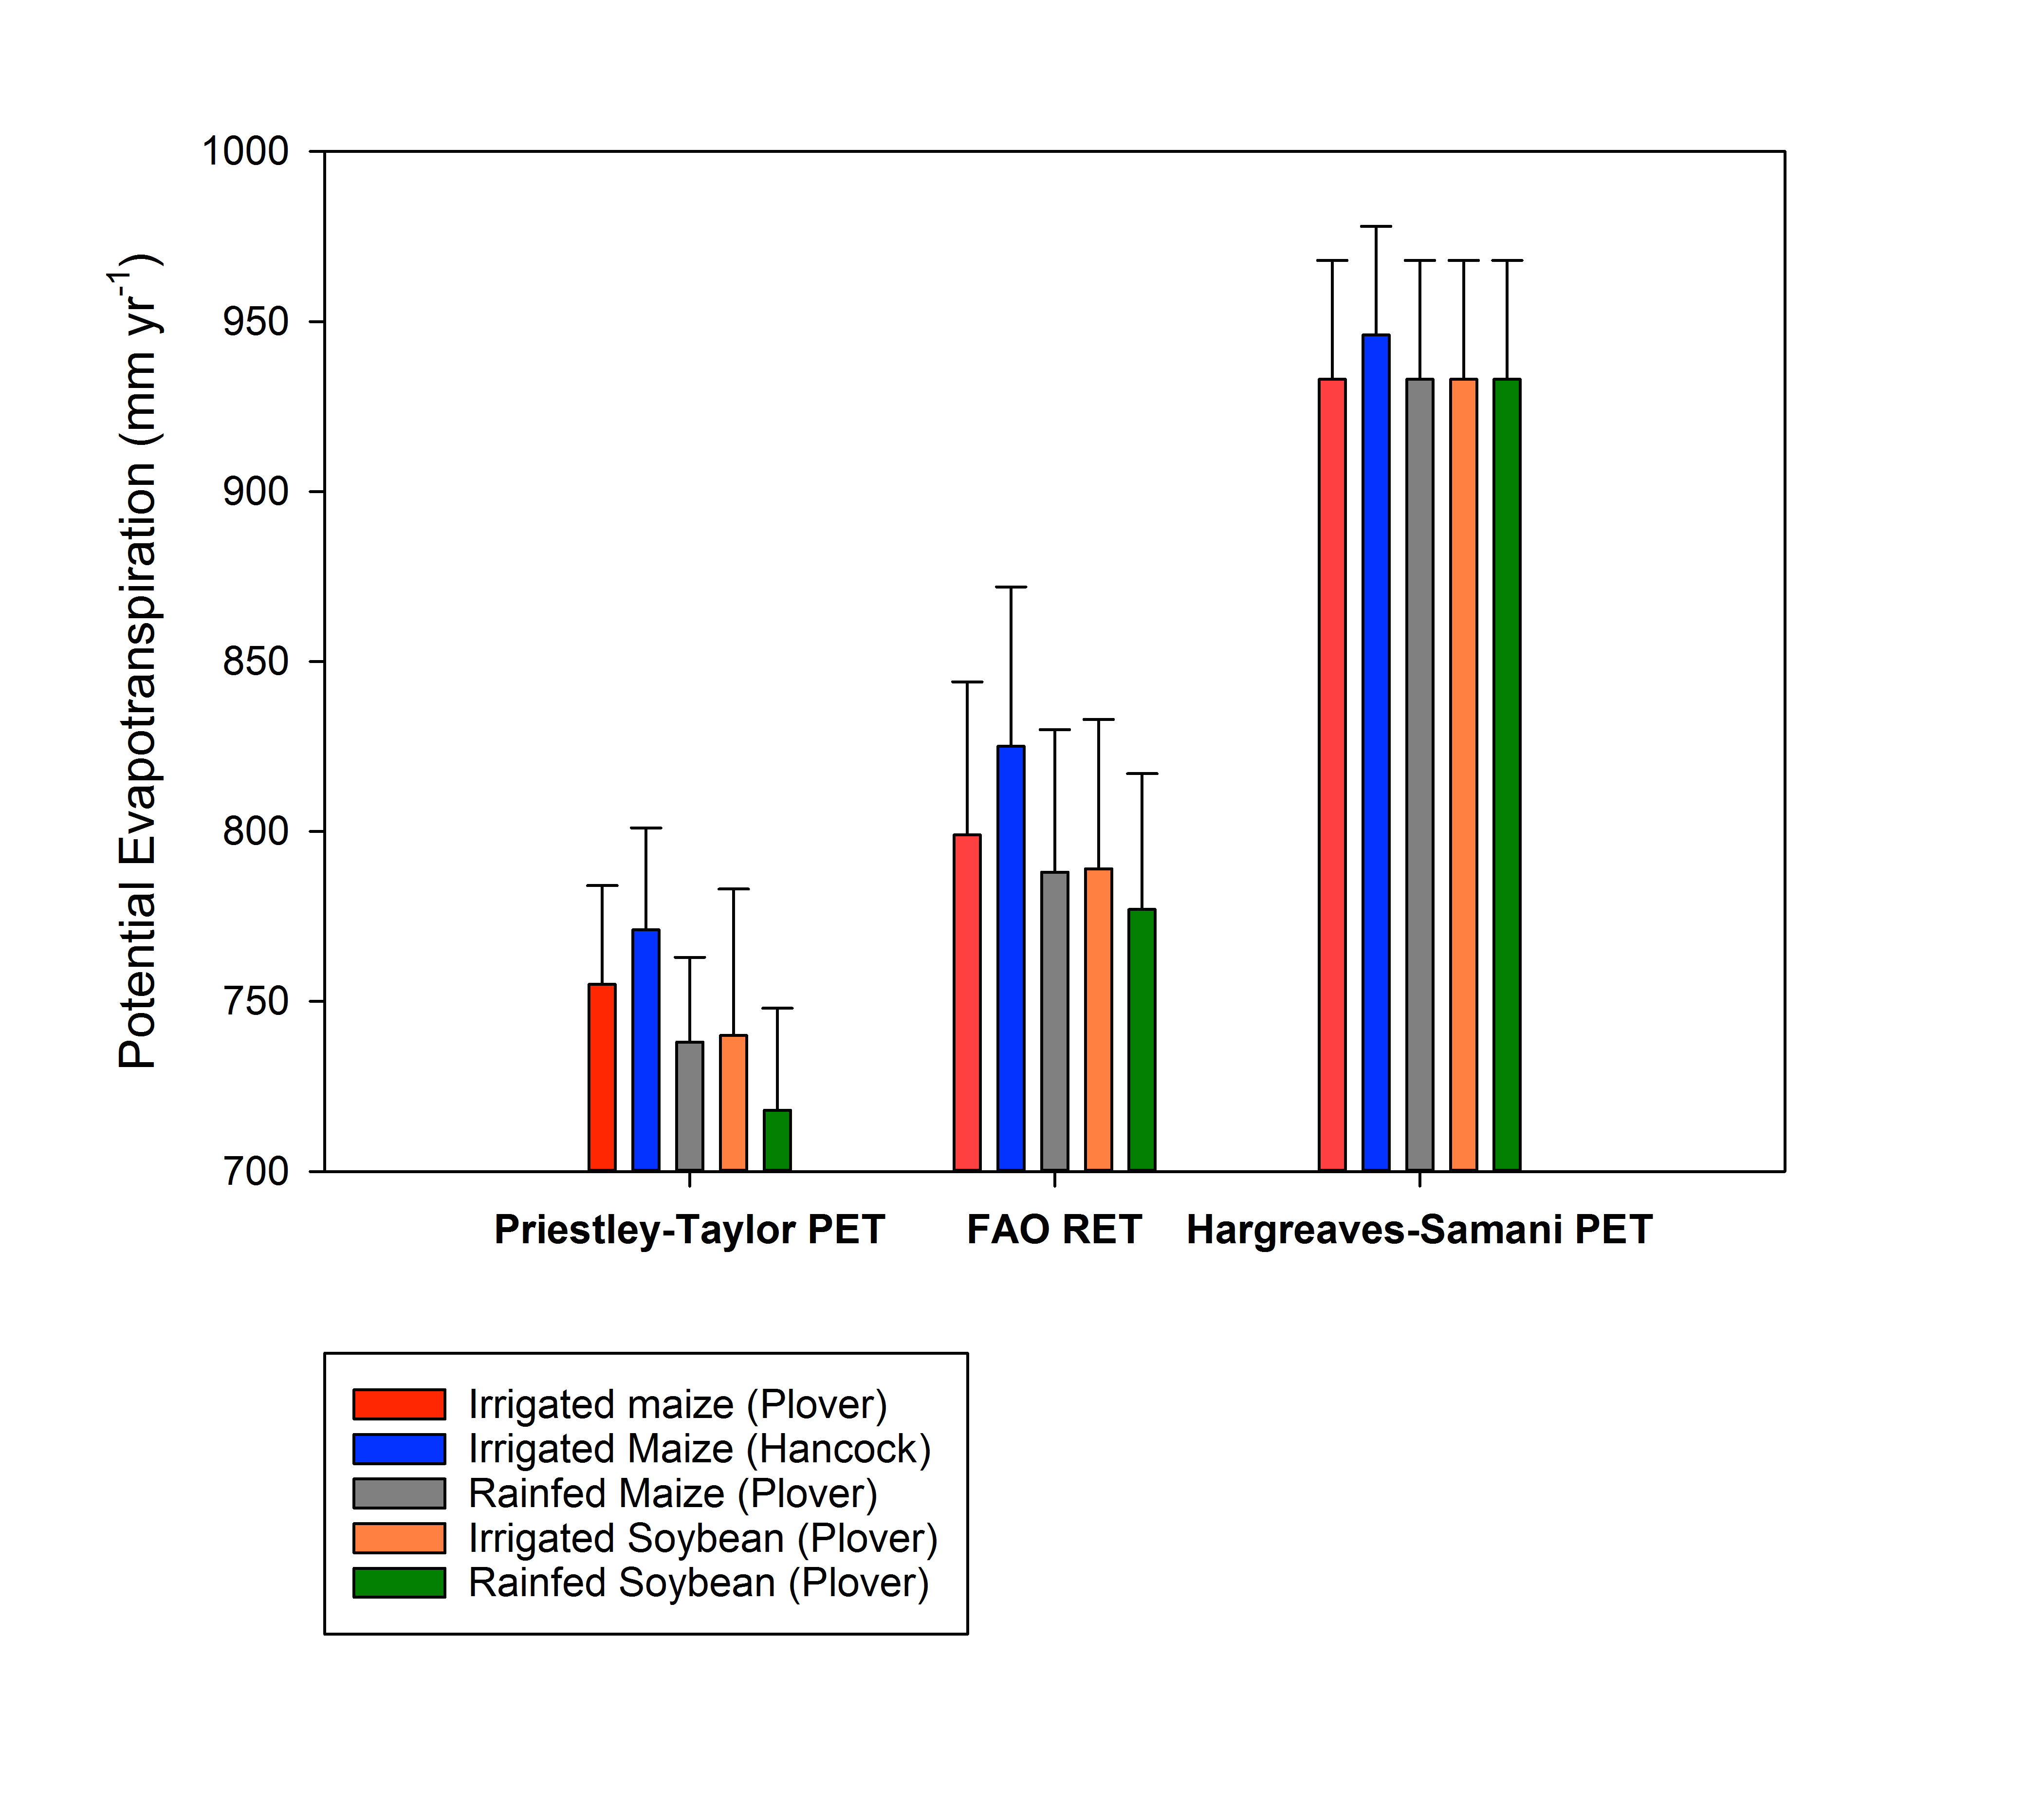 Potential Evapotranspiration (mm yr-1)
1000
950
900
850
800
750
700
Priestley-Taylor PET FAO RET Hargreaves-Samani PET
Irrigated maize (Plover)
Irrigated Maize (Hancock)
Rainfed Maize (Plover)
Irrigated Soybean (Plover)
Rainfed Soybean (Plover)